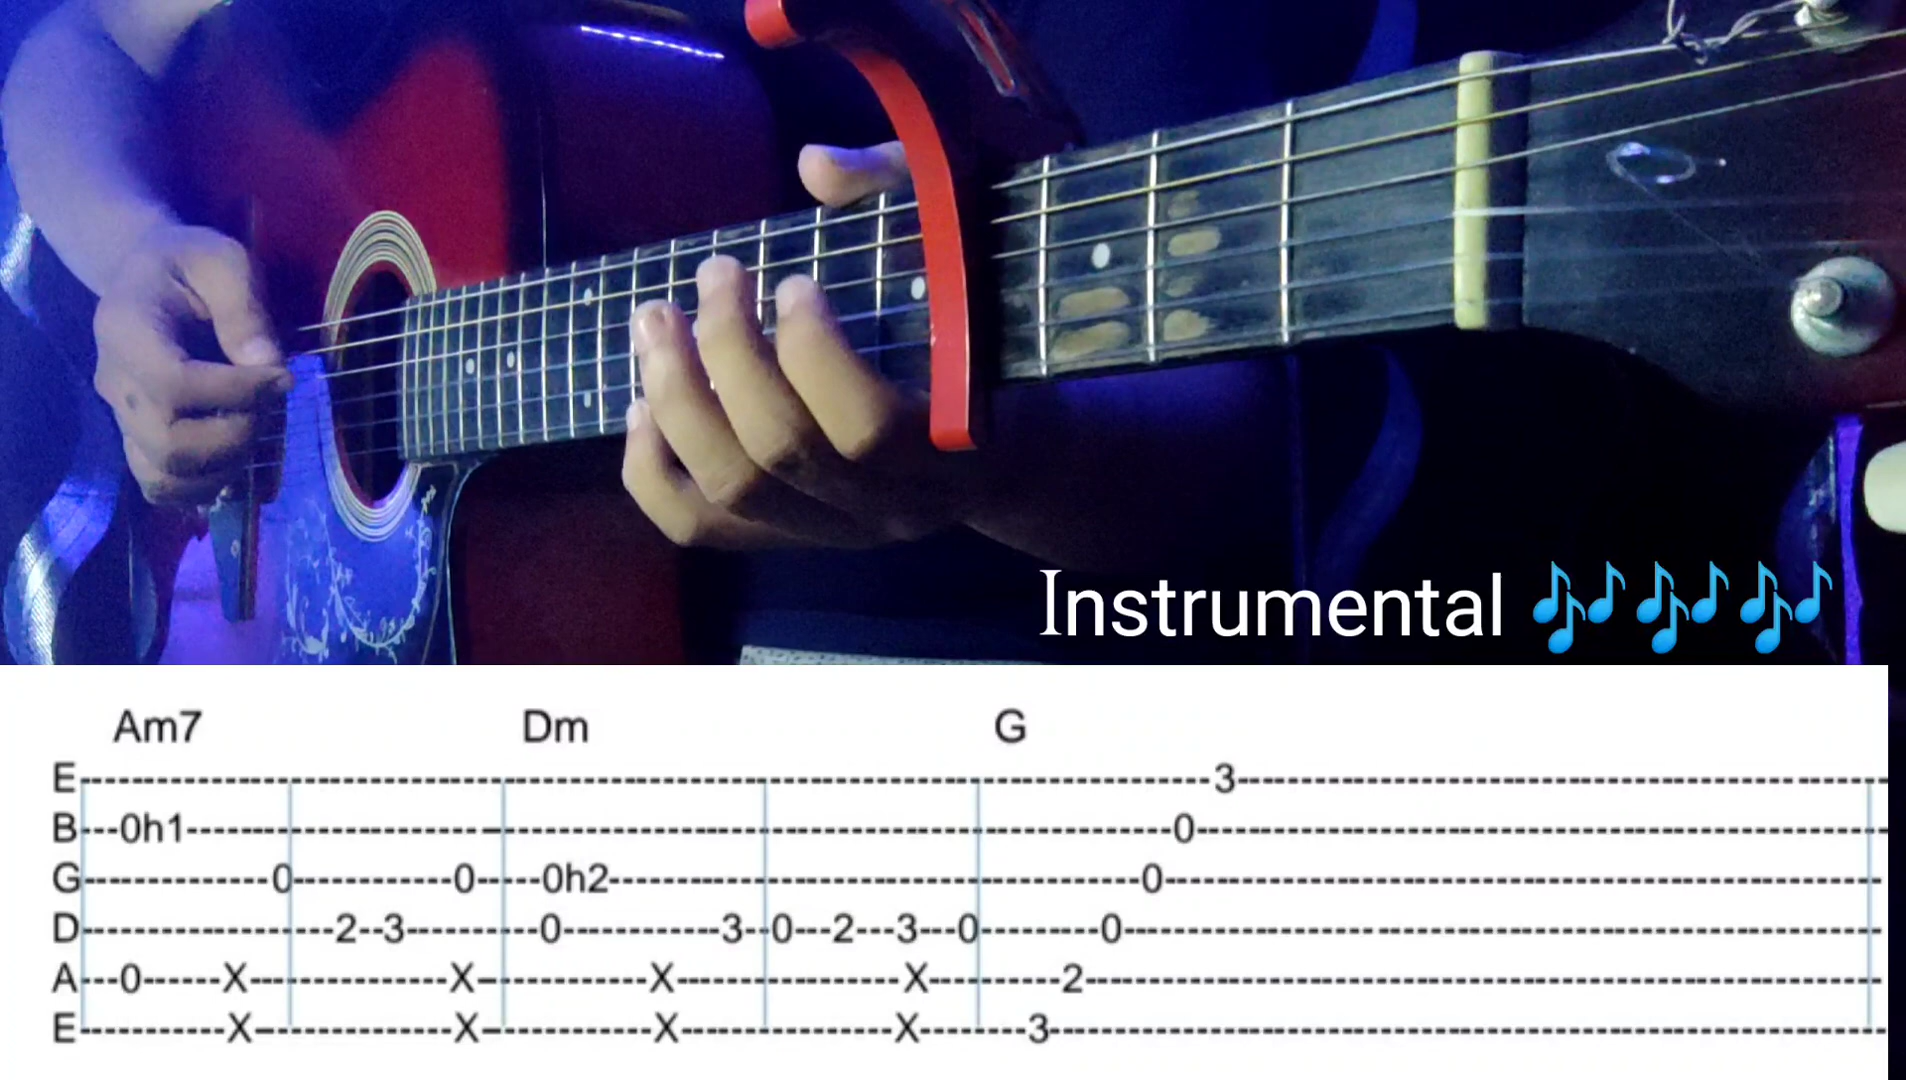 Instrumental 🎶🎶🎶
Am7 Dm G
E-----------------------------------------------------------------3-----------------------------------
B---0h1-----------------------------------------------------------0-------------------------------------
G------------0-----------0-----0h2-----------------------------0---------------------------------------
D----------------2--3----------0-----------3--0---2---3---0--------0-----------------------------------
A---0------X-------------X----------X----------------X---------2---------------------------------------
E----------X-------------X----------X----------------X-------3-----------------------------------------